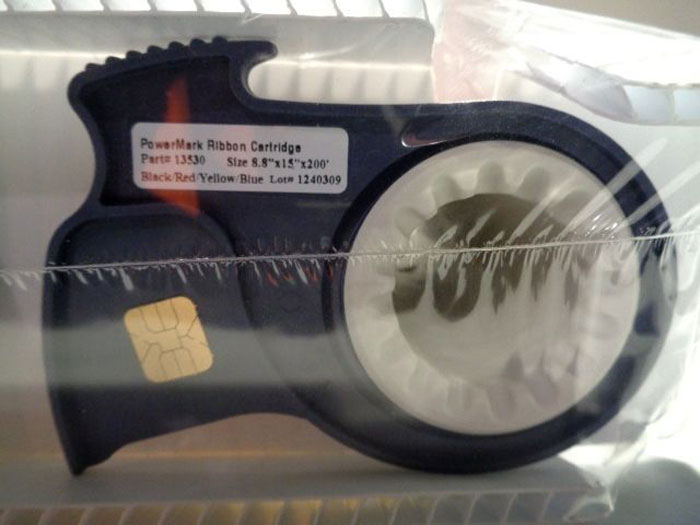 PowerMark Ribbon Cartridge
Part# 13530 Size 8.8"x15"x200'
Black/Red/Yellow/Blue Lot# 1240309